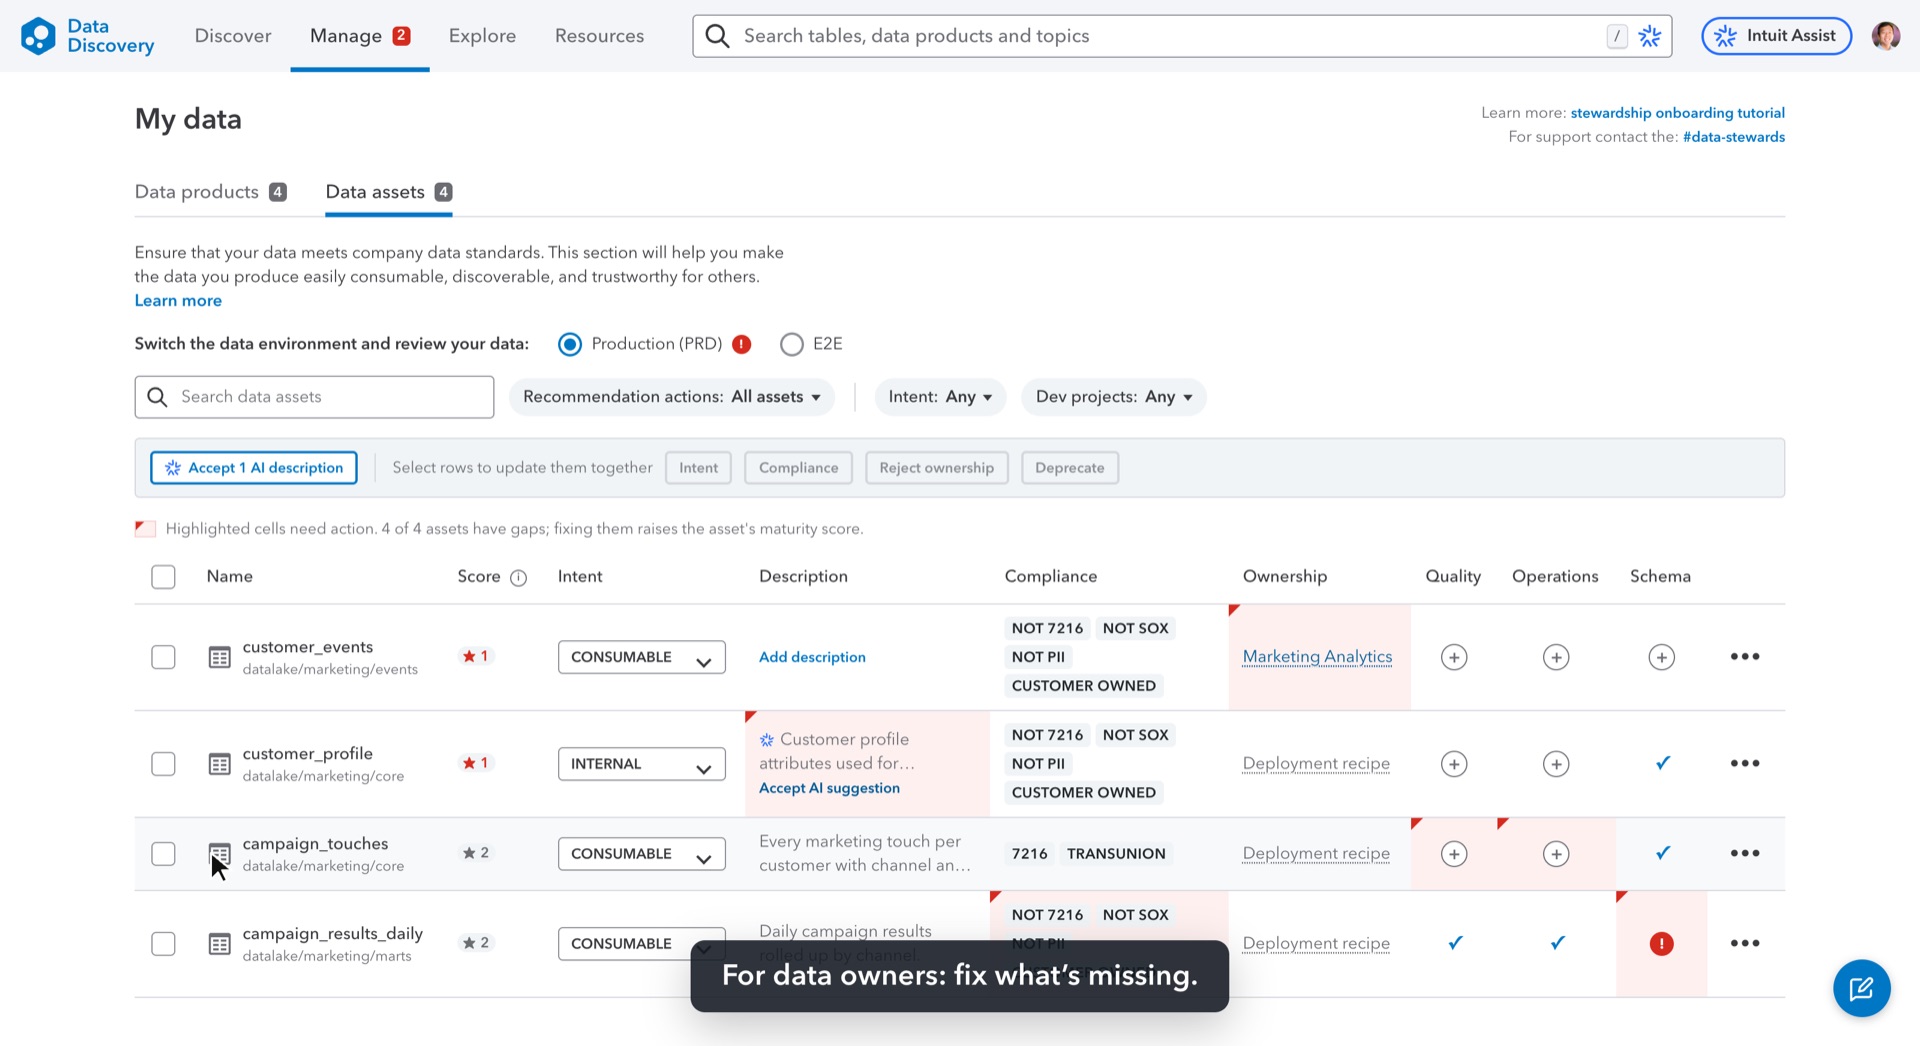 Data
Discovery
Discover
Manage 2
Explore
Resources
Search tables, data products and topics
/
Intuit Assist
My data
Learn more: stewardship onboarding tutorial
For support contact the: #data-stewards
Data products 4
Data assets 4
Ensure that your data meets company data standards. This section will help you make
the data you produce easily consumable, discoverable, and trustworthy for others.
Learn more
Switch the data environment and review your data:
Production (PRD) !
E2E
Search data assets
Recommendation actions: All assets
Intent: Any
Dev projects: Any
Accept 1 AI description
Select rows to update them together
Intent
Compliance
Reject ownership
Deprecate
Highlighted cells need action. 4 of 4 assets have gaps; fixing them raises the asset's maturity score.
Name
Score
Intent
Description
Compliance
Ownership
Quality
Operations
Schema
customer_events
datalake/marketing/events
1
CONSUMABLE
Add description
NOT 7216
NOT SOX
NOT PII
CUSTOMER OWNED
Marketing Analytics
customer_profile
datalake/marketing/core
1
INTERNAL
Customer profile
attributes used for...
Accept AI suggestion
NOT 7216
NOT SOX
NOT PII
CUSTOMER OWNED
Deployment recipe
campaign_touches
datalake/marketing/core
2
CONSUMABLE
Every marketing touch per
customer with channel an...
7216
TRANSUNION
Deployment recipe
campaign_results_daily
datalake/marketing/marts
2
CONSUMABLE
Daily campaign results
rolled up by channel.
NOT 7216
NOT SOX
NOT PII
Deployment recipe
!
For data owners: fix what's missing.